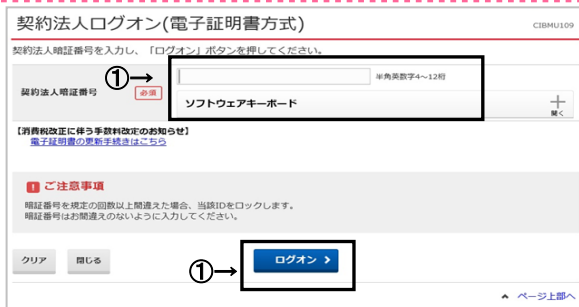 契約法人ログオン(電子証明書方式)
CIBMU109
契約法人暗証番号を入力し、「ログオン」ボタンを押してください。
①→
半角英数字4～12桁
契約法人暗証番号
必須
ソフトウェアキーボード
開く
【消費税改正に伴う手数料改定のお知らせ】
電子証明書の更新手続きはこちら
ご注意事項
暗証番号を規定の回数以上間違えた場合、当該IDをロックします。
暗証番号はお間違えのないように入力してください。
クリア
閉じる
①→
ログオン
ページ上部へ